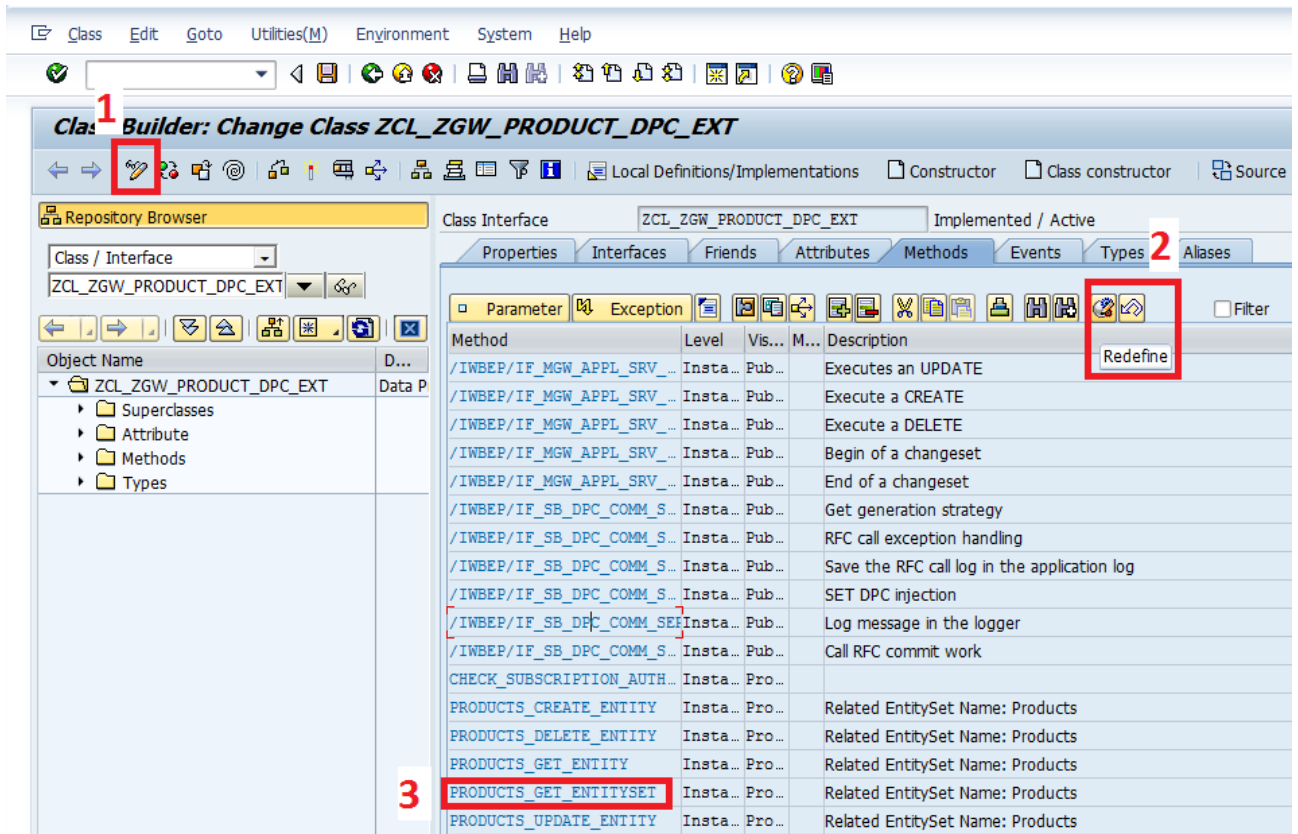 Class Edit Goto Utilities(M) Environment System Help
1
Class Builder: Change Class ZCL_ZGW_PRODUCT_DPC_EXT
Local Definitions/Implementations Constructor Class constructor Source
Repository Browser
Class / Interface
ZCL_ZGW_PRODUCT_DPC_EXT
Object Name D...
ZCL_ZGW_PRODUCT_DPC_EXT Data P
Superclasses
Attribute
Methods
Types
Class Interface ZCL_ZGW_PRODUCT_DPC_EXT Implemented / Active
2
Properties Interfaces Friends Attributes Methods Events Types Aliases
Parameter Exception Filter
Redefine
Method Level Vis... M... Description
/IWBEP/IF_MGW_APPL_SRV_… Insta… Pub… Executes an UPDATE
/IWBEP/IF_MGW_APPL_SRV_… Insta… Pub… Execute a CREATE
/IWBEP/IF_MGW_APPL_SRV_… Insta… Pub… Execute a DELETE
/IWBEP/IF_MGW_APPL_SRV_… Insta… Pub… Begin of a changeset
/IWBEP/IF_MGW_APPL_SRV_… Insta… Pub… End of a changeset
/IWBEP/IF_SB_DPC_COMM_S… Insta… Pub… Get generation strategy
/IWBEP/IF_SB_DPC_COMM_S… Insta… Pub… RFC call exception handling
/IWBEP/IF_SB_DPC_COMM_S… Insta… Pub… Save the RFC call log in the application log
/IWBEP/IF_SB_DPC_COMM_S… Insta… Pub… SET DPC injection
/IWBEP/IF_SB_DPC_COMM_SER Insta… Pub… Log message in the logger
/IWBEP/IF_SB_DPC_COMM_S… Insta… Pub… Call RFC commit work
CHECK_SUBSCRIPTION_AUTH… Insta… Pro…
PRODUCTS_CREATE_ENTITY Insta… Pro… Related EntitySet Name: Products
PRODUCTS_DELETE_ENTITY Insta… Pro… Related EntitySet Name: Products
PRODUCTS_GET_ENTITY Insta… Pro… Related EntitySet Name: Products
3 PRODUCTS_GET_ENTITYSET Insta… Pro… Related EntitySet Name: Products
PRODUCTS_UPDATE_ENTITY Insta… Pro… Related EntitySet Name: Products